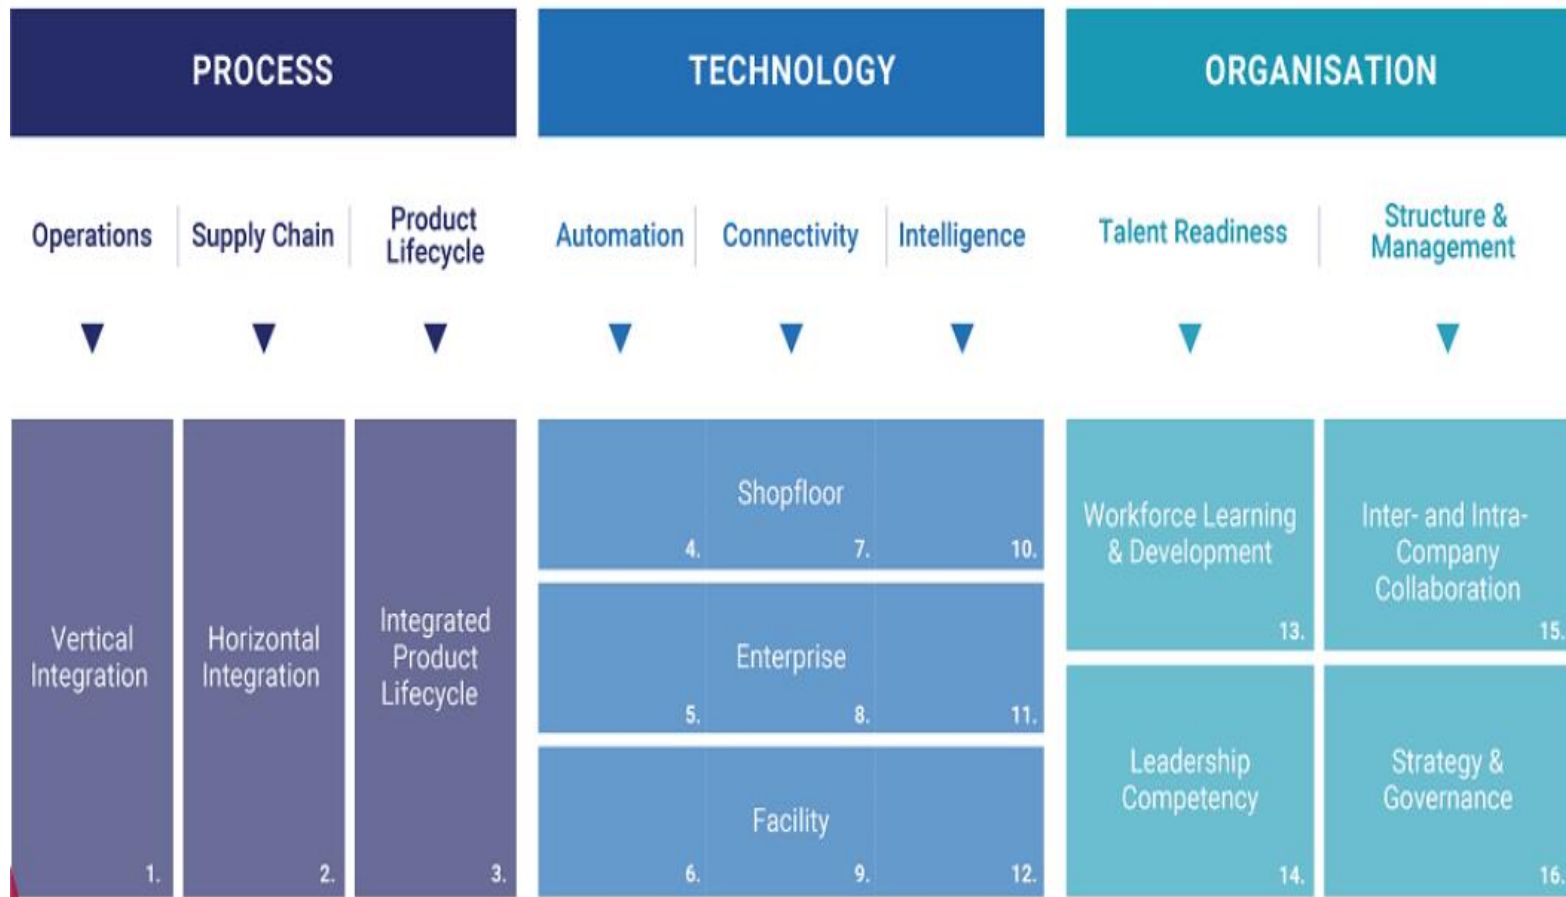 PROCESS
TECHNOLOGY
ORGANISATION
Operations
Supply Chain
Product
Lifecycle
Automation
Connectivity
Intelligence
Talent Readiness
Structure &
Management
Vertical
Integration
1.
Horizontal
Integration
2.
Integrated
Product
Lifecycle
3.
Shopfloor
4.
7.
10.
Enterprise
5.
8.
11.
Facility
6.
9.
12.
Workforce Learning
& Development
13.
Inter- and Intra-
Company
Collaboration
15.
Leadership
Competency
14.
Strategy &
Governance
16.